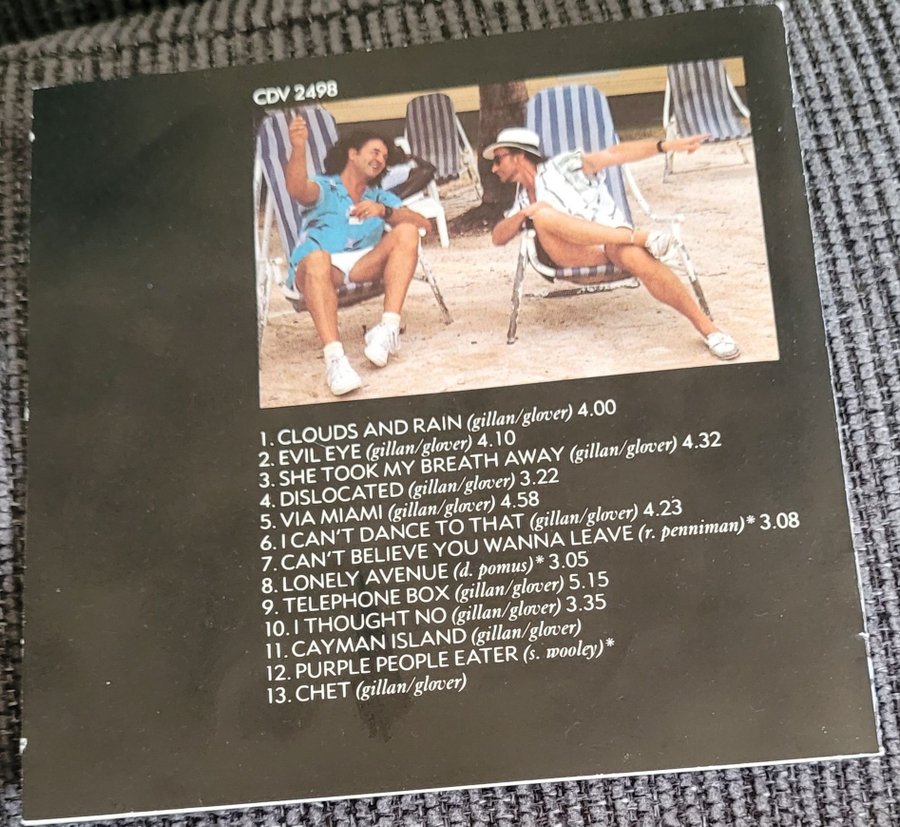 CDV 2498
1. CLOUDS AND RAIN (gillan/glover) 4.00
2. EVIL EYE (gillan/glover) 4.10
3. SHE TOOK MY BREATH AWAY (gillan/glover) 4.32
4. DISLOCATED (gillan/glover) 3.22
5. VIA MIAMI (gillan/glover) 4.58
6. I CAN'T DANCE TO THAT (gillan/glover) 4.23
7. CAN'T BELIEVE YOU WANNA LEAVE (r. penniman)* 3.08
8. LONELY AVENUE (d. pomus)* 3.05
9. TELEPHONE BOX (gillan/glover) 5.15
10. I THOUGHT NO (gillan/glover) 3.35
11. CAYMAN ISLAND (gillan/glover)
12. PURPLE PEOPLE EATER (s. wooley)*
13. CHET (gillan/glover)